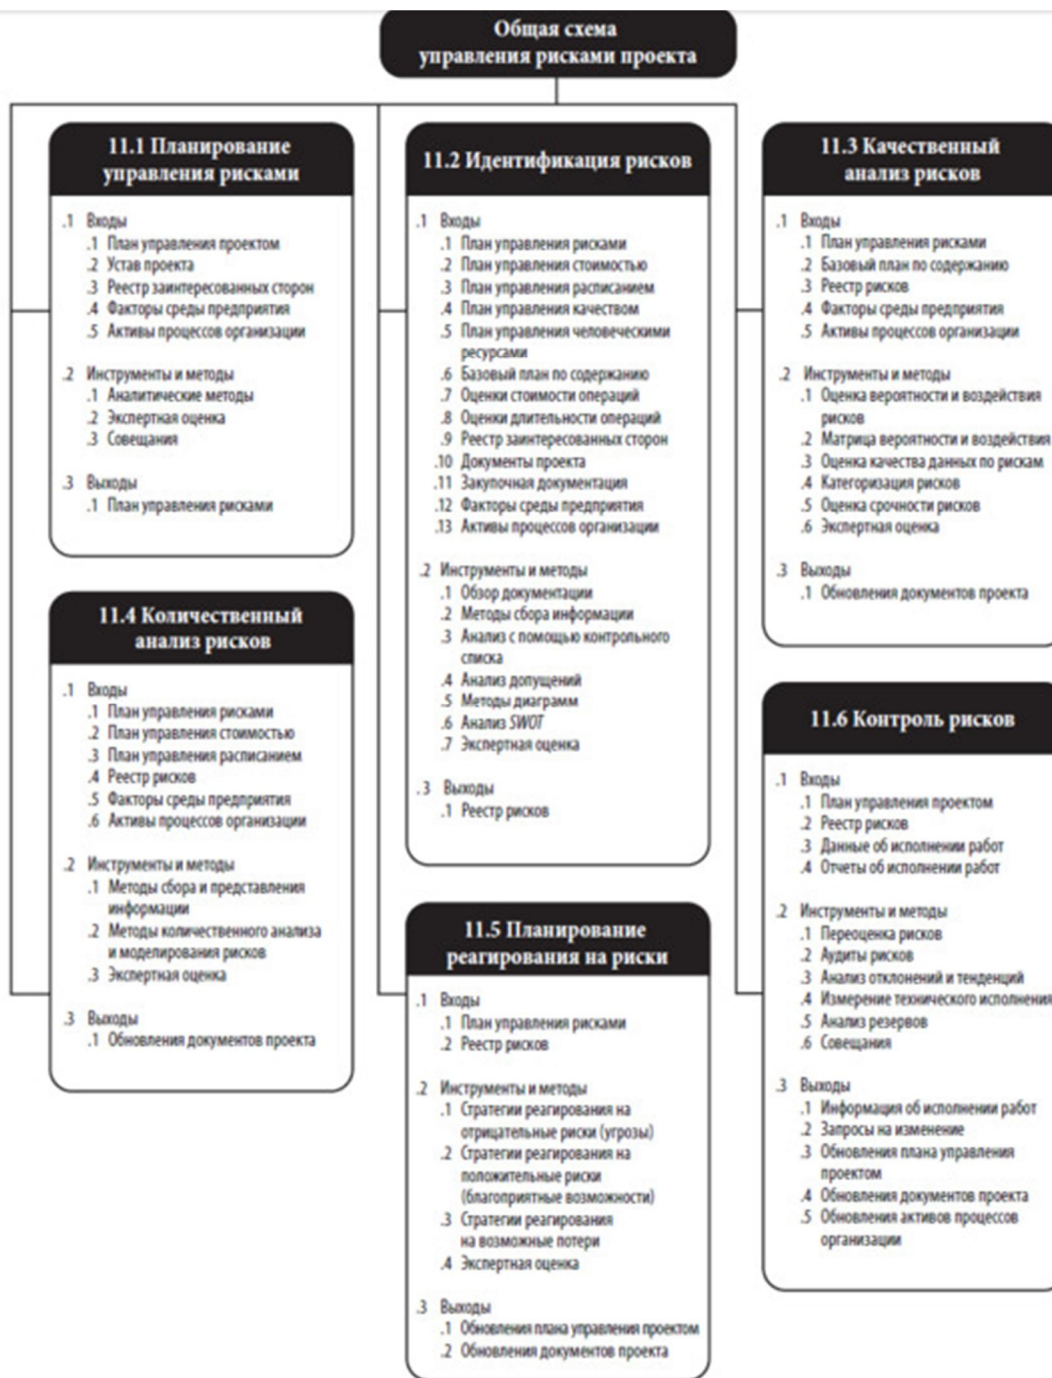 Общая схема
управления рисками проекта
11.1 Планирование
управления рисками
.1 Входы
.1 План управления проектом
.2 Устав проекта
.3 Реестр заинтересованных сторон
.4 Факторы среды предприятия
.5 Активы процессов организации
.2 Инструменты и методы
.1 Аналитические методы
.2 Экспертная оценка
.3 Совещания
.3 Выходы
.1 План управления рисками
11.2 Идентификация рисков
.1 Входы
.1 План управления рисками
.2 План управления стоимостью
.3 План управления расписанием
.4 План управления качеством
.5 План управления человеческими
ресурсами
.6 Базовый план по содержанию
.7 Оценки стоимости операций
.8 Оценки длительности операций
.9 Реестр заинтересованных сторон
.10 Документы проекта
.11 Закупочная документация
.12 Факторы среды предприятия
.13 Активы процессов организации
.2 Инструменты и методы
.1 Обзор документации
.2 Методы сбора информации
.3 Анализ с помощью контрольного
списка
.4 Анализ допущений
.5 Методы диаграмм
.6 Анализ SWOT
.7 Экспертная оценка
.3 Выходы
.1 Реестр рисков
11.3 Качественный
анализ рисков
.1 Входы
.1 План управления рисками
.2 Базовый план по содержанию
.3 Реестр рисков
.4 Факторы среды предприятия
.5 Активы процессов организации
.2 Инструменты и методы
.1 Оценка вероятности и воздействия
рисков
.2 Матрица вероятности и воздействия
.3 Оценка качества данных по рискам
.4 Категоризация рисков
.5 Оценка срочности рисков
.6 Экспертная оценка
.3 Выходы
.1 Обновления документов проекта
11.4 Количественный
анализ рисков
.1 Входы
.1 План управления рисками
.2 План управления стоимостью
.3 План управления расписанием
.4 Реестр рисков
.5 Факторы среды предприятия
.6 Активы процессов организации
.2 Инструменты и методы
.1 Методы сбора и представления
информации
.2 Методы количественного анализа
и моделирования рисков
.3 Экспертная оценка
.3 Выходы
.1 Обновления документов проекта
11.5 Планирование
реагирования на риски
.1 Входы
.1 План управления рисками
.2 Реестр рисков
.2 Инструменты и методы
.1 Стратегии реагирования на
отрицательные риски (угрозы)
.2 Стратегии реагирования на
положительные риски
(благоприятные возможности)
.3 Стратегии реагирования
на возможные потери
.4 Экспертная оценка
.3 Выходы
.1 Обновления плана управления проектом
.2 Обновления документов проекта
11.6 Контроль рисков
.1 Входы
.1 План управления проектом
.2 Реестр рисков
.3 Данные об исполнении работ
.4 Отчеты об исполнении работ
.2 Инструменты и методы
.1 Переоценка рисков
.2 Аудиты рисков
.3 Анализ отклонений и тенденций
.4 Измерение технического исполнения
.5 Анализ резервов
.6 Совещания
.3 Выходы
.1 Информация об исполнении работ
.2 Запросы на изменение
.3 Обновления плана управления
проектом
.4 Обновления документов проекта
.5 Обновления активов процессов
организации